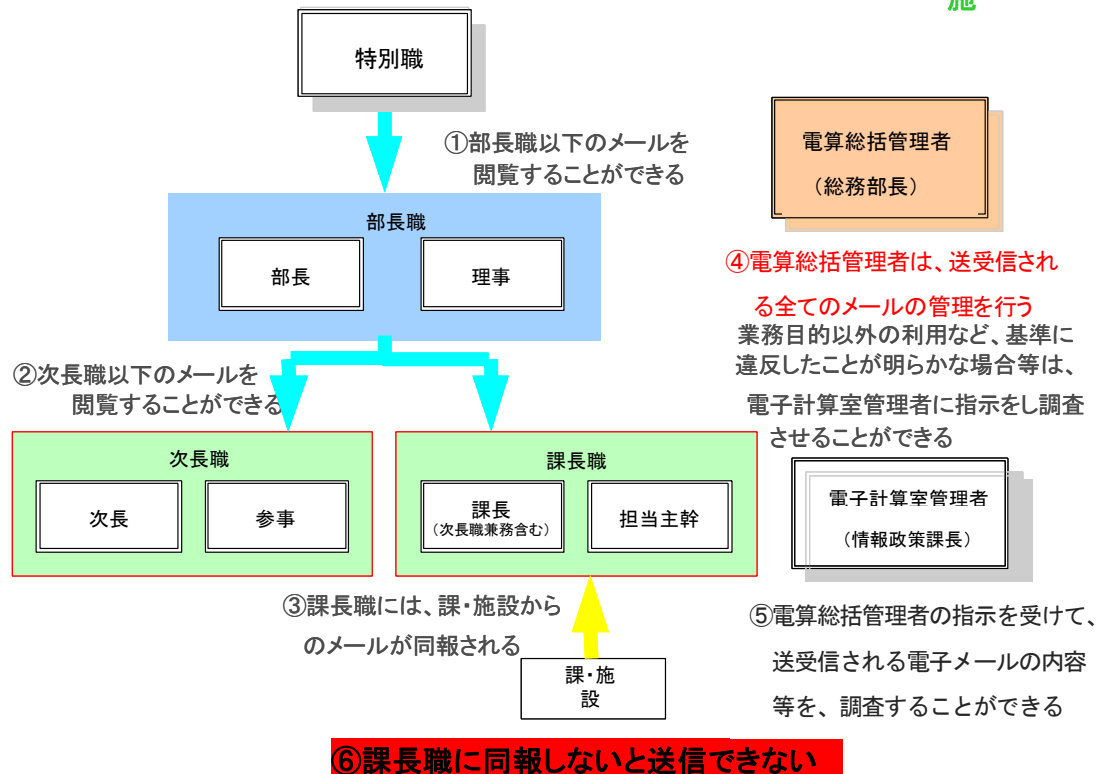 施
特別職
①部長職以下のメールを
閲覧することができる
電算総括管理者
（総務部長）
部長職
部長
理事
④電算総括管理者は、送受信され
る全てのメールの管理を行う
業務目的以外の利用など、基準に
違反したことが明らかな場合等は、
電子計算室管理者に指示をし調査
させることができる
②次長職以下のメールを
閲覧することができる
次長職
次長
参事
課長職
課長
（次長職兼務含む）
担当主幹
電子計算室管理者
（情報政策課長）
③課長職には、課・施設から
のメールが同報される
課・施
設
⑤電算総括管理者の指示を受けて、
送受信される電子メールの内容
等を、調査することができる
⑥課長職に同報しないと送信できない